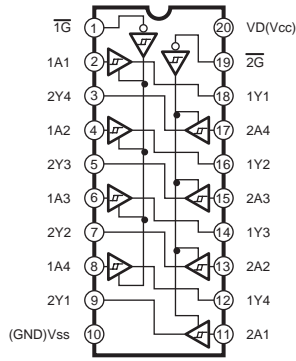 1G 1 20 VD(Vcc)
1A1 2 19 2G
2Y4 3 18 1Y1
1A2 4 17 2A4
2Y3 5 16 1Y2
1A3 6 15 2A3
2Y2 7 14 1Y3
1A4 8 13 2A2
2Y1 9 12 1Y4
(GND)Vss 10 11 2A1